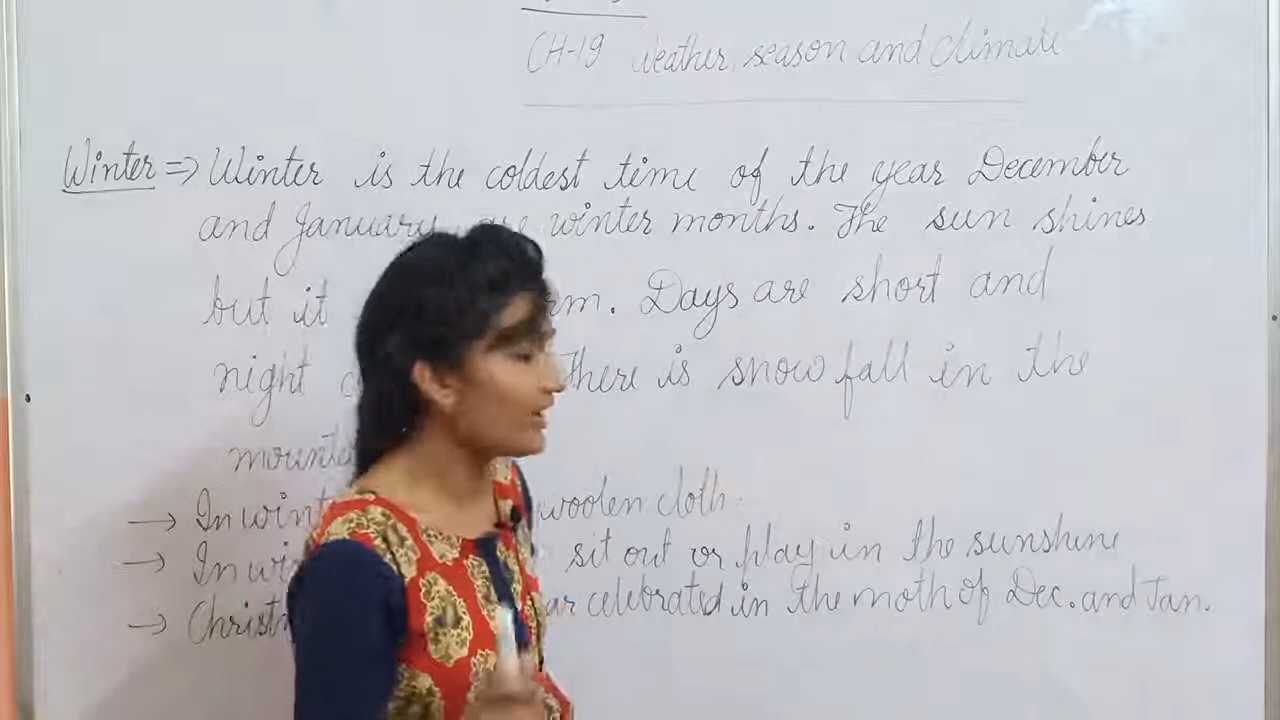 CH-19 Weather, season and climate
Winter => Winter is the coldest time of the year December
and January are winter months. The sun shines
but it rm. Days are short and
night There is snow fall in the
In wint woolen cloth.
In wi sit out or play in the sunshine
Christ ar celebrated in the moth of Dec. and Jan.